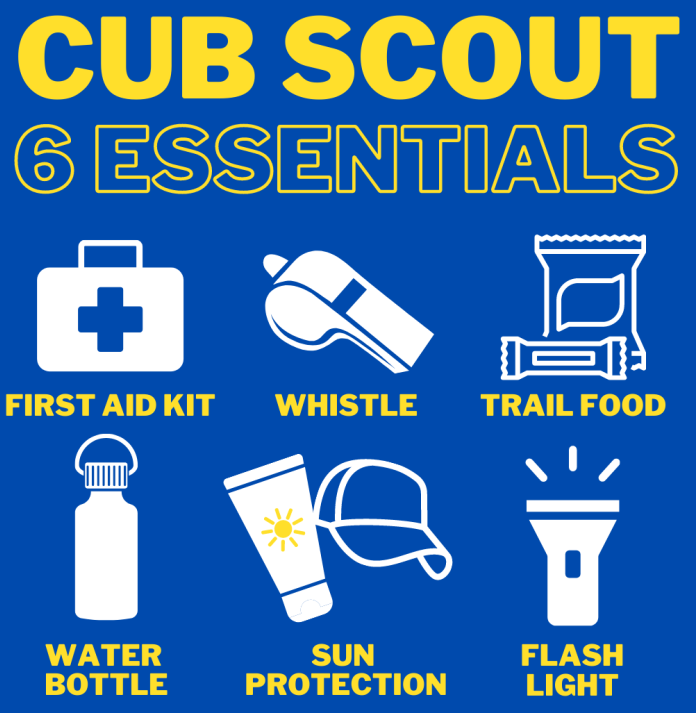 CUB SCOUT
6 ESSENTIALS
FIRST AID KIT
WHISTLE
TRAIL FOOD
WATER
BOTTLE
SUN
PROTECTION
FLASH
LIGHT